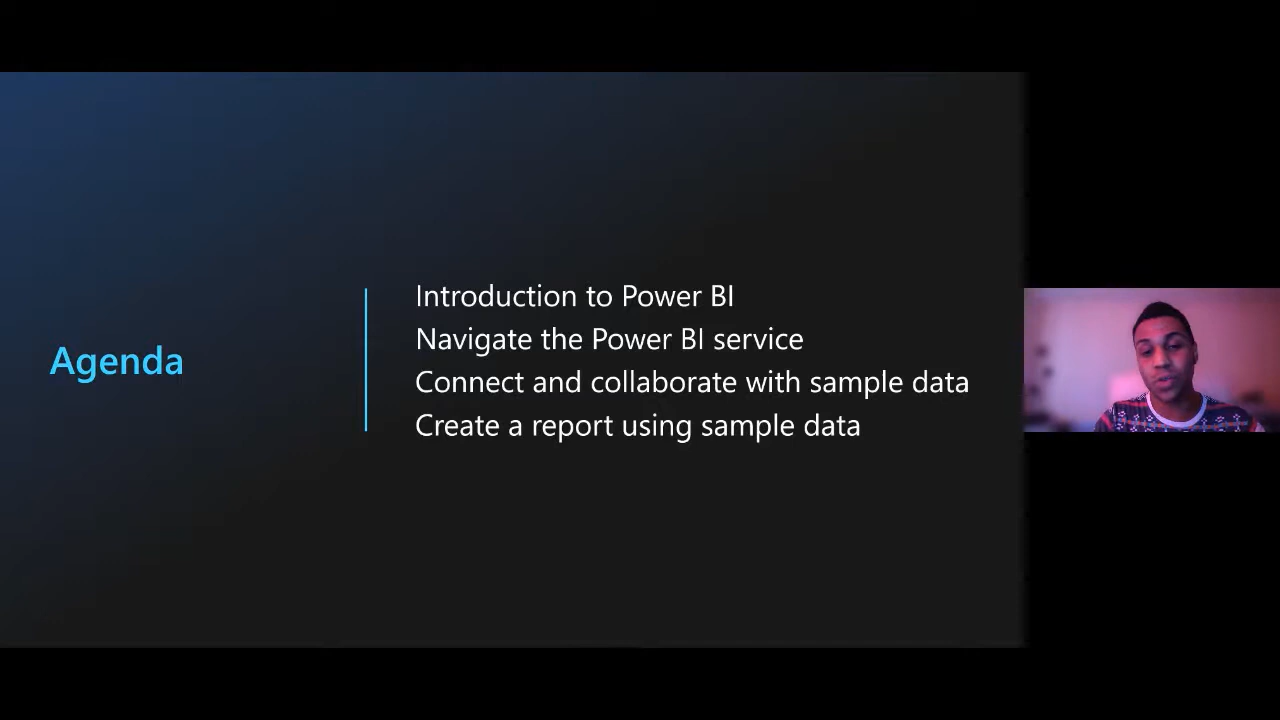 Agenda
Introduction to Power BI
Navigate the Power BI service
Connect and collaborate with sample data
Create a report using sample data